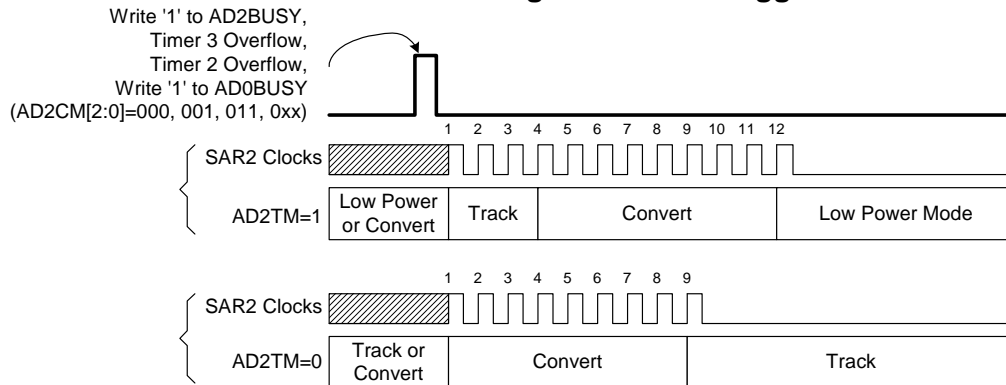 Write '1' to AD2BUSY,
Timer 3 Overflow,
Timer 2 Overflow,
Write '1' to AD0BUSY
(AD2CM[2:0]=000, 001, 011, 0xx)
1 2 3 4 5 6 7 8 9 10 11 12
SAR2 Clocks
AD2TM=1
Low Power
or Convert
Track
Convert
Low Power Mode
1 2 3 4 5 6 7 8 9
SAR2 Clocks
AD2TM=0
Track or
Convert
Convert
Track